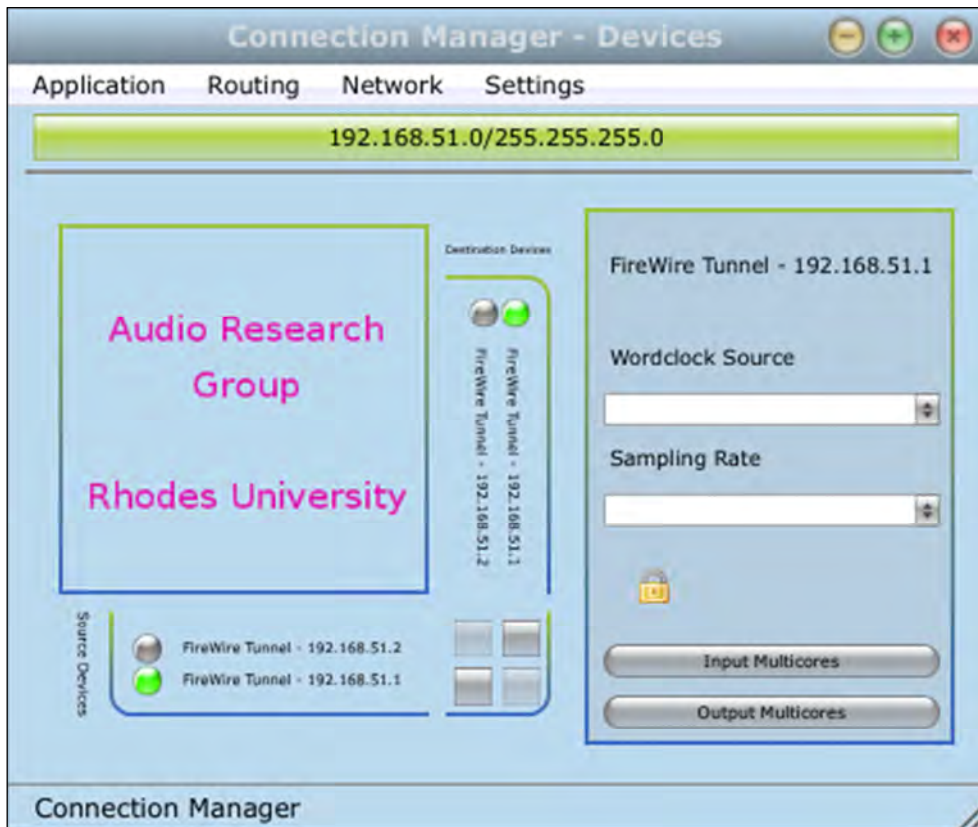 Connection Manager - Devices
Application Routing Network Settings
192.168.51.0/255.255.255.0
Audio Research
Group
Rhodes University
Destination Devices
FireWire Tunnel - 192.168.51.2
FireWire Tunnel - 192.168.51.1
Source Devices
FireWire Tunnel - 192.168.51.2
FireWire Tunnel - 192.168.51.1
FireWire Tunnel - 192.168.51.1
Wordclock Source
Sampling Rate
Input Multicores
Output Multicores
Connection Manager